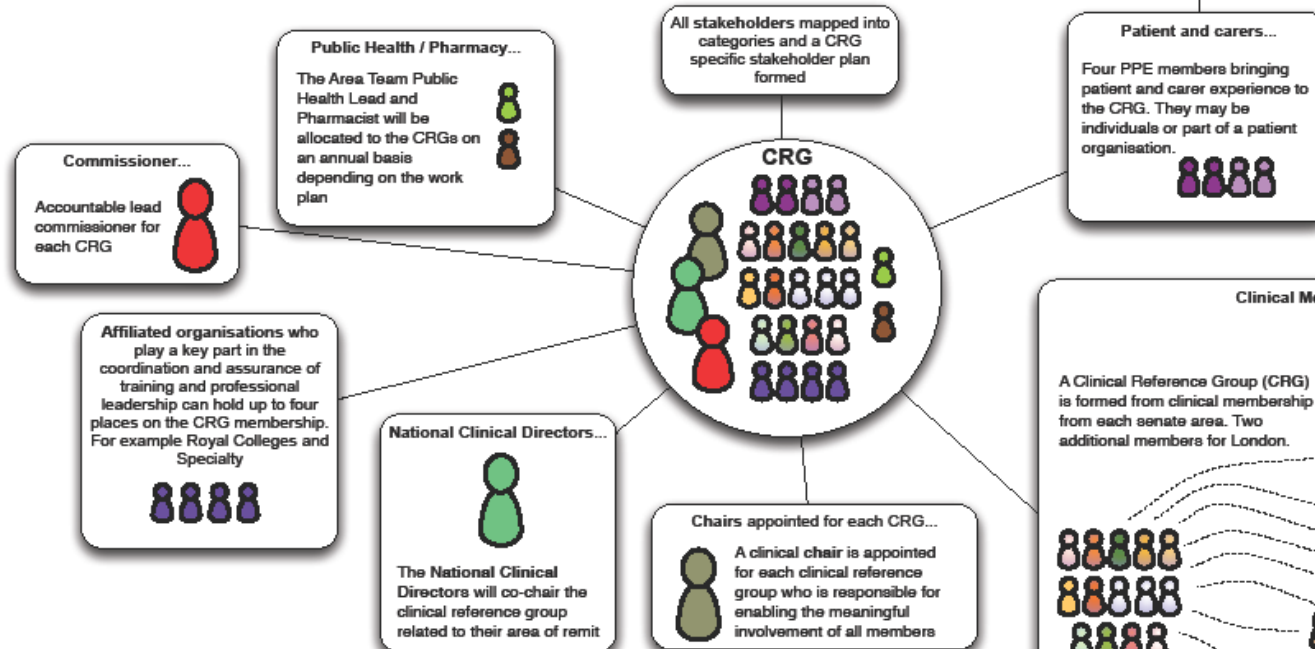 All stakeholders mapped into
categories and a CRG
specific stakeholder plan
formed
Public Health / Pharmacy...
The Area Team Public
Health Lead and
Pharmacist will be
allocated to the CRGs on
an annual basis
depending on the work
plan
Patient and carers...
Four PPE members bringing
patient and carer experience to
the CRG. They may be
individuals or part of a patient
organisation.
Commissioner...
Accountable lead
commissioner for
each CRG
CRG
Affiliated organisations who
play a key part in the
coordination and assurance of
training and professional
leadership can hold up to four
places on the CRG membership.
For example Royal Colleges and
Specialty
National Clinical Directors...
The National Clinical
Directors will co-chair the
clinical reference group
related to their area of remit
Chairs appointed for each CRG...
A clinical chair is appointed
for each clinical reference
group who is responsible for
enabling the meaningful
involvement of all members
Clinical
A Clinical Reference Group (CRG)
is formed from clinical membership
from each senate area. Two
additional members for London.